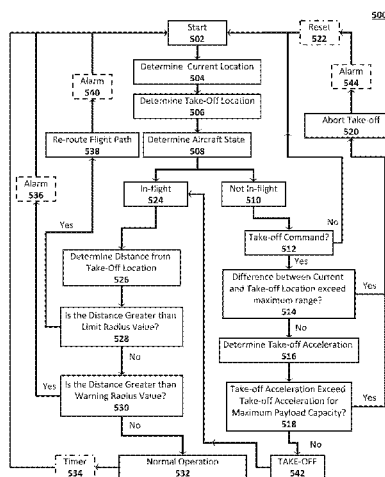 500
Start
502
Reset
522
Determine Current Location
504
Alarm
540
Alarm
544
Determine Take-Off Location
506
Abort Take-off
520
Re-route Flight Path
538
Determine Aircraft State
508
Alarm
536
In-flight
524
Not In-flight
510
Yes
No
Take-off Command?
512
Determine Distance from
Take-Off Location
526
Yes
Difference between Current
and Take-off Location exceed
maximum range?
514
Yes
Is the Distance Greater than
Limit Radius Value?
528
No
Determine Take-off Acceleration
516
No
Yes
Is the Distance Greater than
Warning Radius Value?
530
Take-off Acceleration Exceed
Take-off Acceleration for
Maximum Payload Capacity?
518
Yes
No
No
Timer
534
Normal Operation
532
TAKE-OFF
542